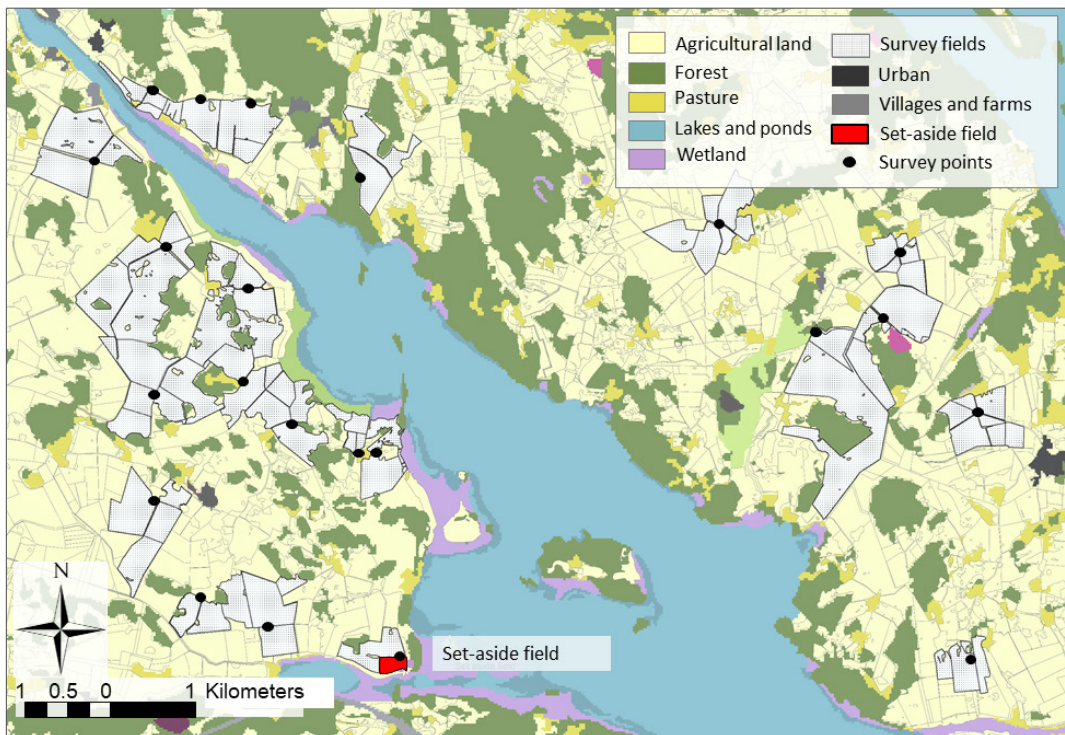 Agricultural land
Forest
Pasture
Lakes and ponds
Wetland
Survey fields
Urban
Villages and farms
Set-aside field
Survey points
N
Set-aside field
1 0.5 0 1 Kilometers